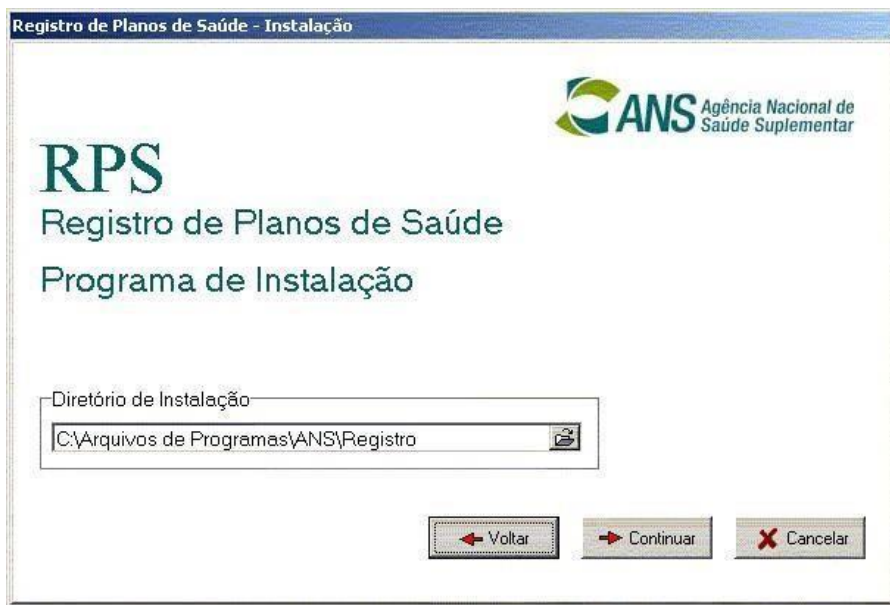 Registro de Planos de Saúde - Instalação
ANS Agência Nacional de
Saúde Suplementar
RPS
Registro de Planos de Saúde
Programa de Instalação
Diretório de Instalação
C:\Arquivos de Programas\ANS\Registro
Voltar
Continuar
Cancelar